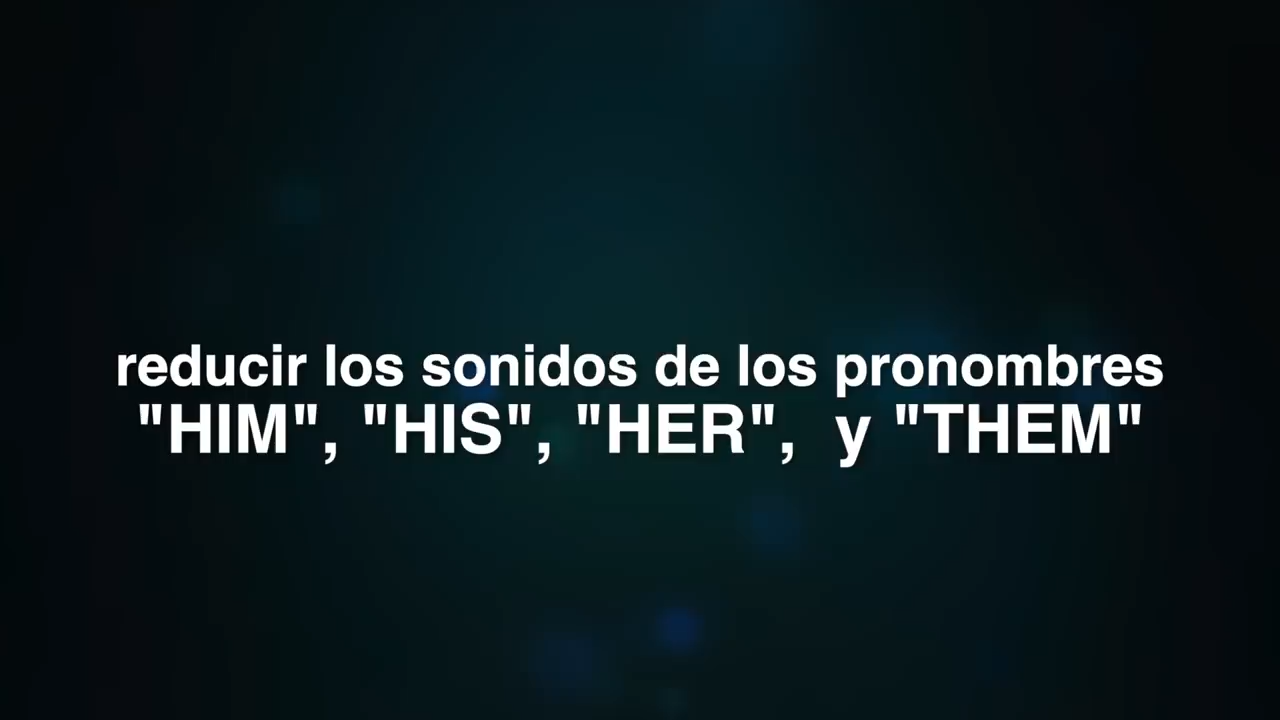 reducir los sonidos de los pronombres
"HIM", "HIS", "HER", y "THEM"